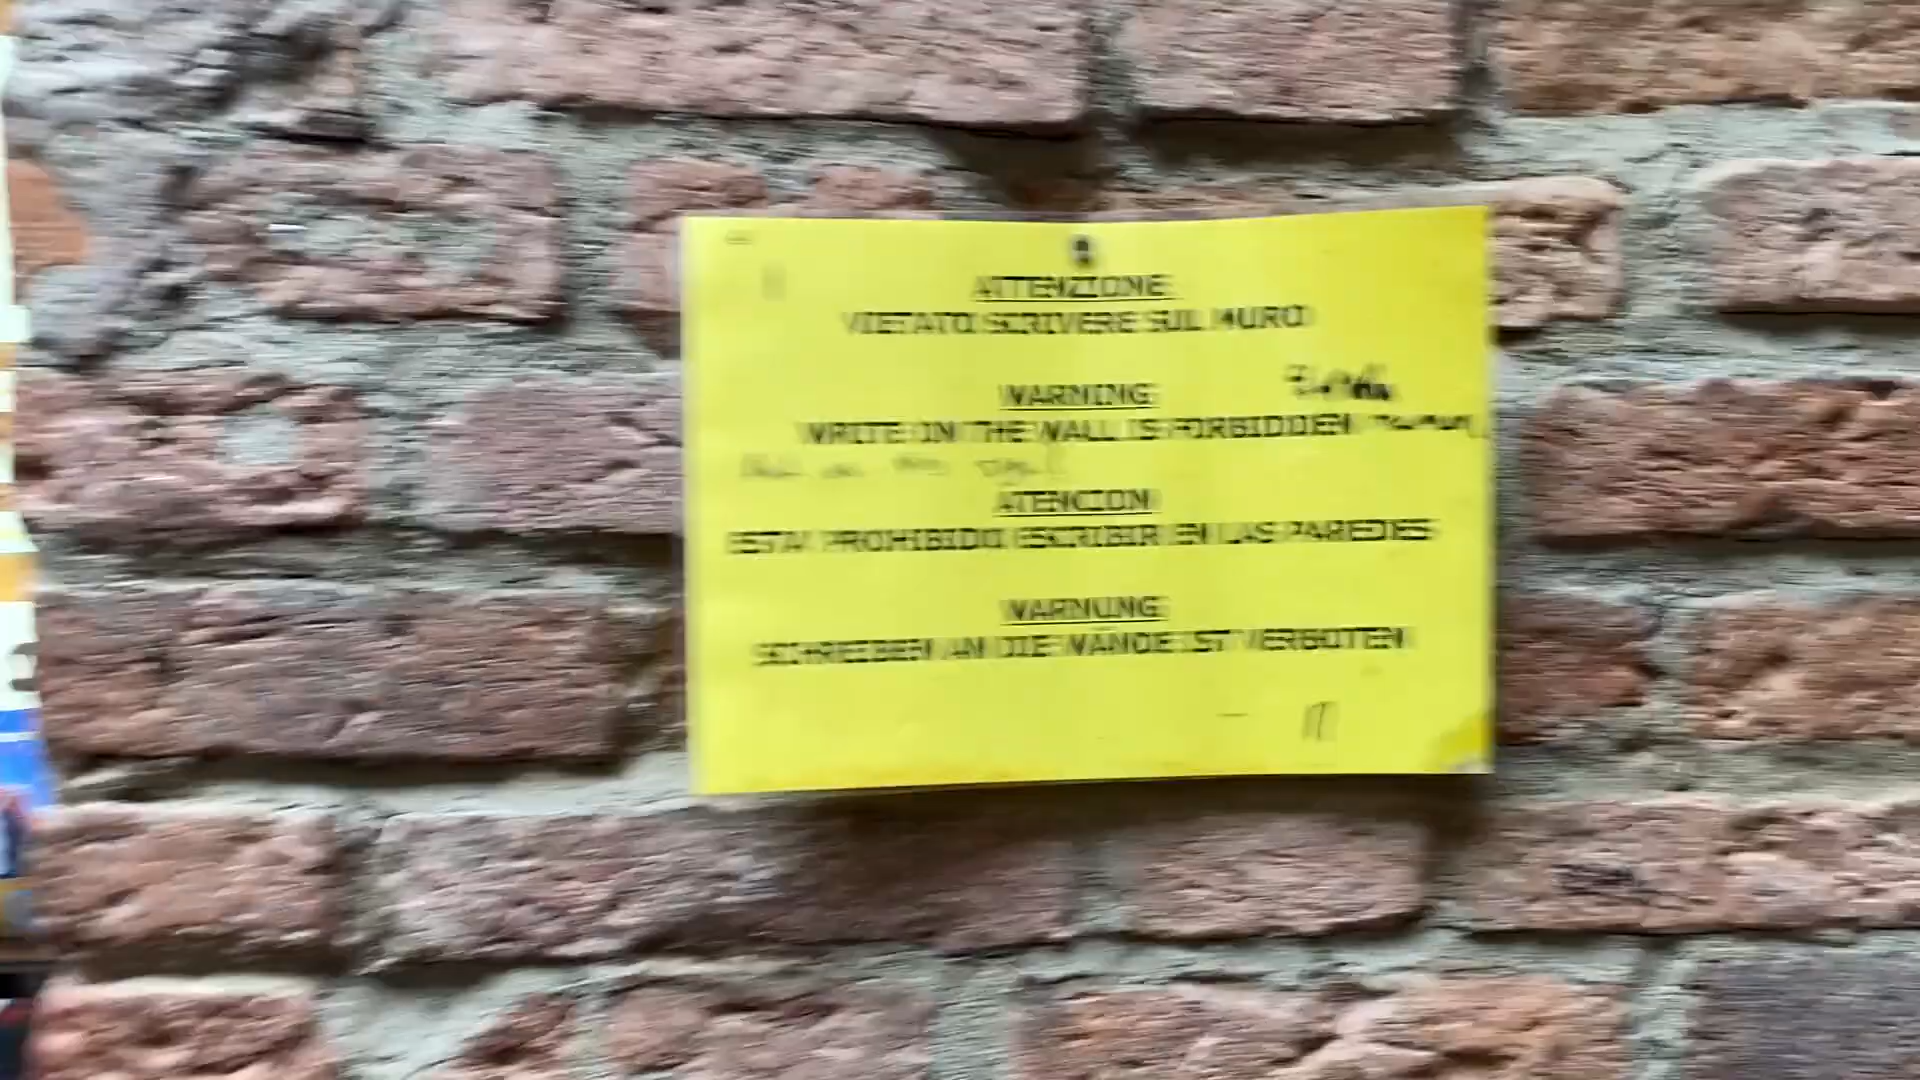 ATTENZIONE
VIETATO SCRIVERE SUL MURO
WARNING
WRITE ON THE WALL IS FORBIDDEN
ATENCION
ESTA' PROHIBIDO ESKRIBIR EN LAS PAREDES
WARNUNG
SCHREIBEN AN DIE WÄNDE IST VERBOTEN